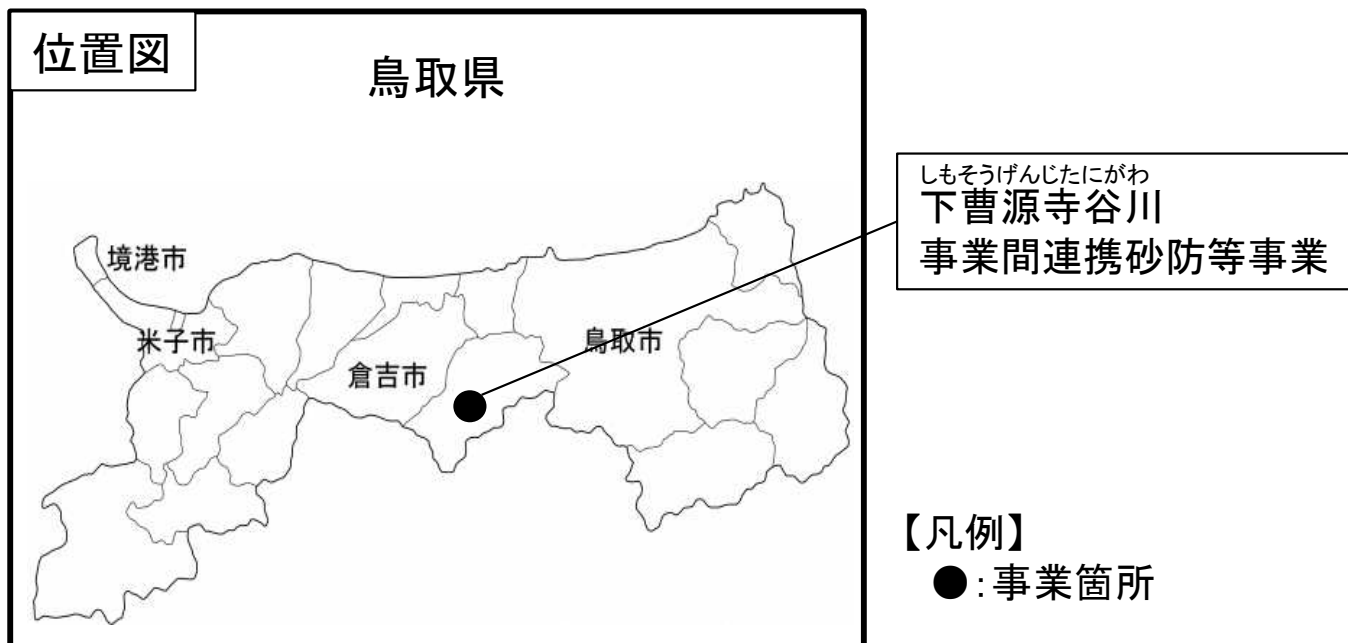 位置図
鳥取県
境港市
米子市
倉吉市
鳥取市
しもそうげんじたにがわ
下曹源寺谷川
事業間連携砂防等事業
【凡例】
●:事業箇所